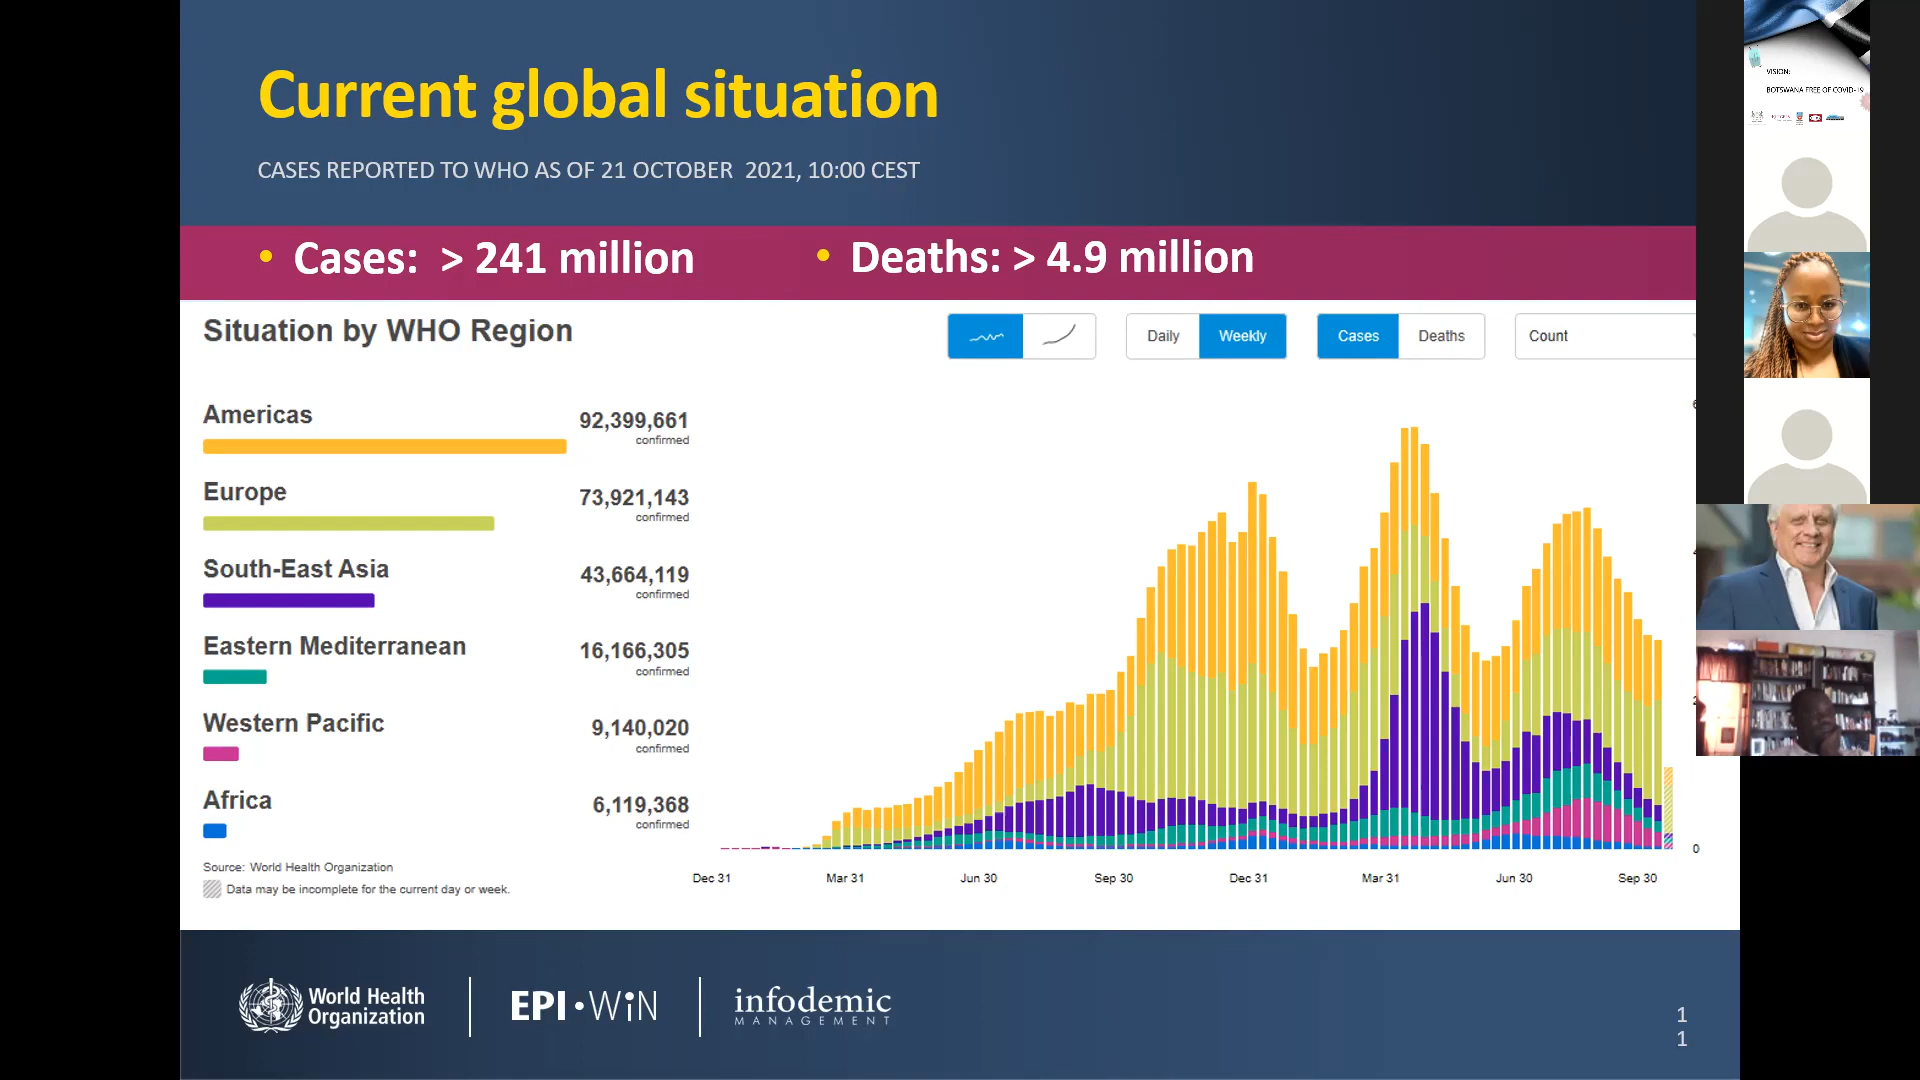 Current global situation
CASES REPORTED TO WHO AS OF 21 OCTOBER 2021, 10:00 CEST
• Cases: > 241 million
• Deaths: > 4.9 million
Situation by WHO Region
Daily
Weekly
Cases
Deaths
Count
Americas
92,399,661
confirmed
Europe
73,921,143
confirmed
South-East Asia
43,664,119
confirmed
Eastern Mediterranean
16,166,305
confirmed
Western Pacific
9,140,020
confirmed
Africa
6,119,368
confirmed
Source: World Health Organization
Data may be incomplete for the current day or week.
0
Dec 31
Mar 31
Jun 30
Sep 30
Dec 31
Mar 31
Jun 30
Sep 30
World Health
Organization
EPI•WiN
infodemic
MANAGEMENT
1
1
VISION:
BOTSWANA FREE OF COVID-19